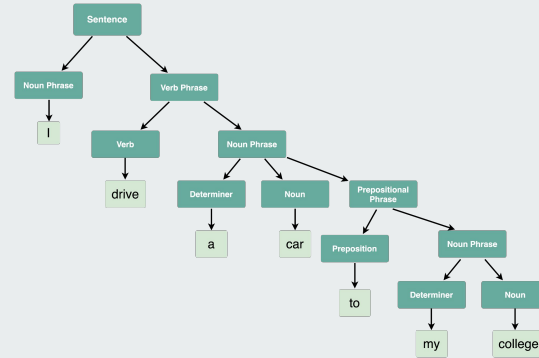 Sentence
Noun Phrase
Verb Phrase
I
Verb
Noun Phrase
drive
Determiner
Noun
Prepositional
Phrase
a
car
Preposition
Noun Phrase
to
Determiner
Noun
my
college